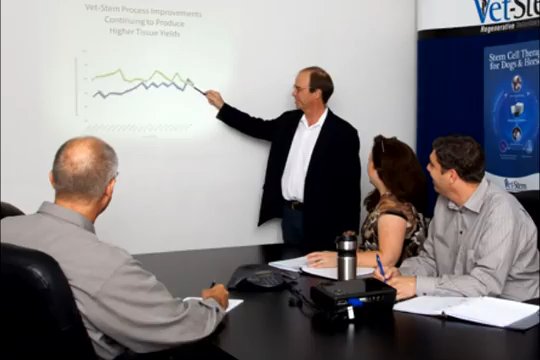 Vet-Stem Process Improvements
Continuing to Produce
Higher Tissue Yields
Vet-Ste
Regenerative
Stem Cell Thera
for Dogs & Horse
Vet-Stem